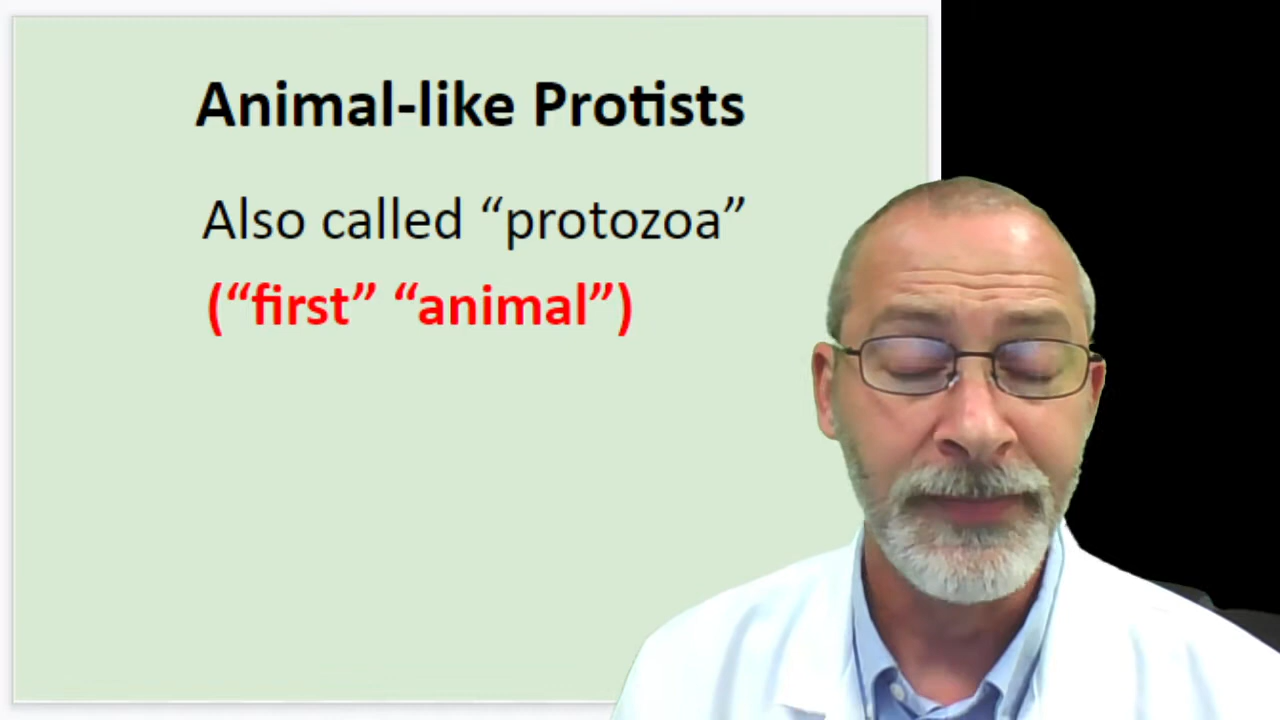 Animal-like Protists
Also called “protozoa”
(“first” “animal”)